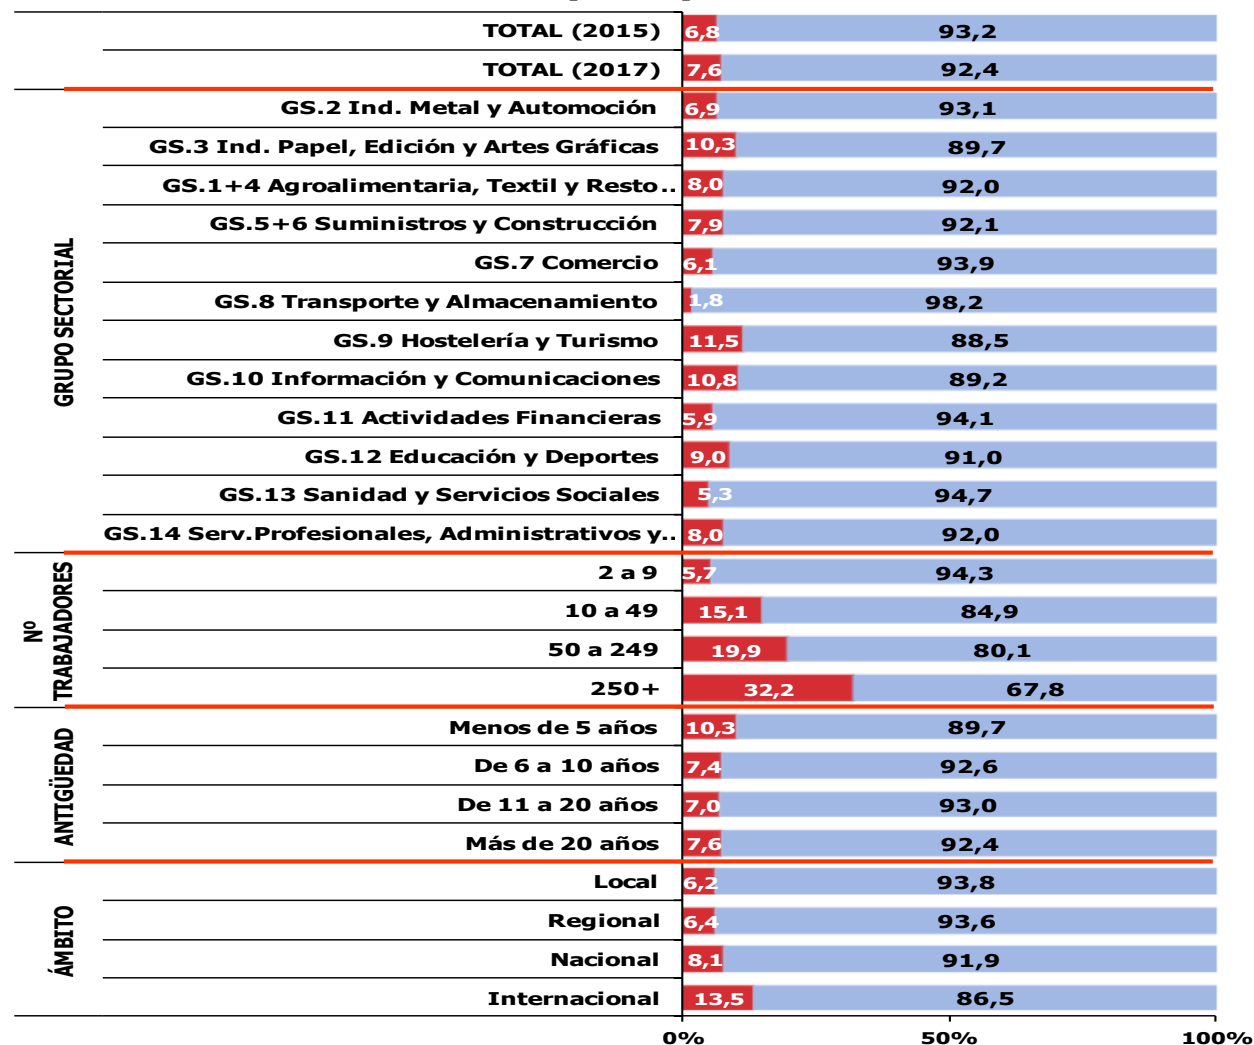 TOTAL (2015) 6,8 93,2
TOTAL (2017) 7,6 92,4
GRUPO SECTORIAL
GS.2 Ind. Metal y Automoción 6,9 93,1
GS.3 Ind. Papel, Edición y Artes Gráficas 10,3 89,7
GS.1+4 Agroalimentaria, Textil y Resto.. 8,0 92,0
GS.5+6 Suministros y Construcción 7,9 92,1
GS.7 Comercio 6,1 93,9
GS.8 Transporte y Almacenamiento 1,8 98,2
GS.9 Hostelería y Turismo 11,5 88,5
GS.10 Información y Comunicaciones 10,8 89,2
GS.11 Actividades Financieras 5,9 94,1
GS.12 Educación y Deportes 9,0 91,0
GS.13 Sanidad y Servicios Sociales 5,3 94,7
GS.14 Serv.Profesionales, Administrativos y.. 8,0 92,0
Nº
TRABAJADORES
2 a 9 5,7 94,3
10 a 49 15,1 84,9
50 a 249 19,9 80,1
250+ 32,2 67,8
ANTIGÜEDAD
Menos de 5 años 10,3 89,7
De 6 a 10 años 7,4 92,6
De 11 a 20 años 7,0 93,0
Más de 20 años 7,6 92,4
ÁMBITO
Local 6,2 93,8
Regional 6,4 93,6
Nacional 8,1 91,9
Internacional 13,5 86,5
0% 50% 100%